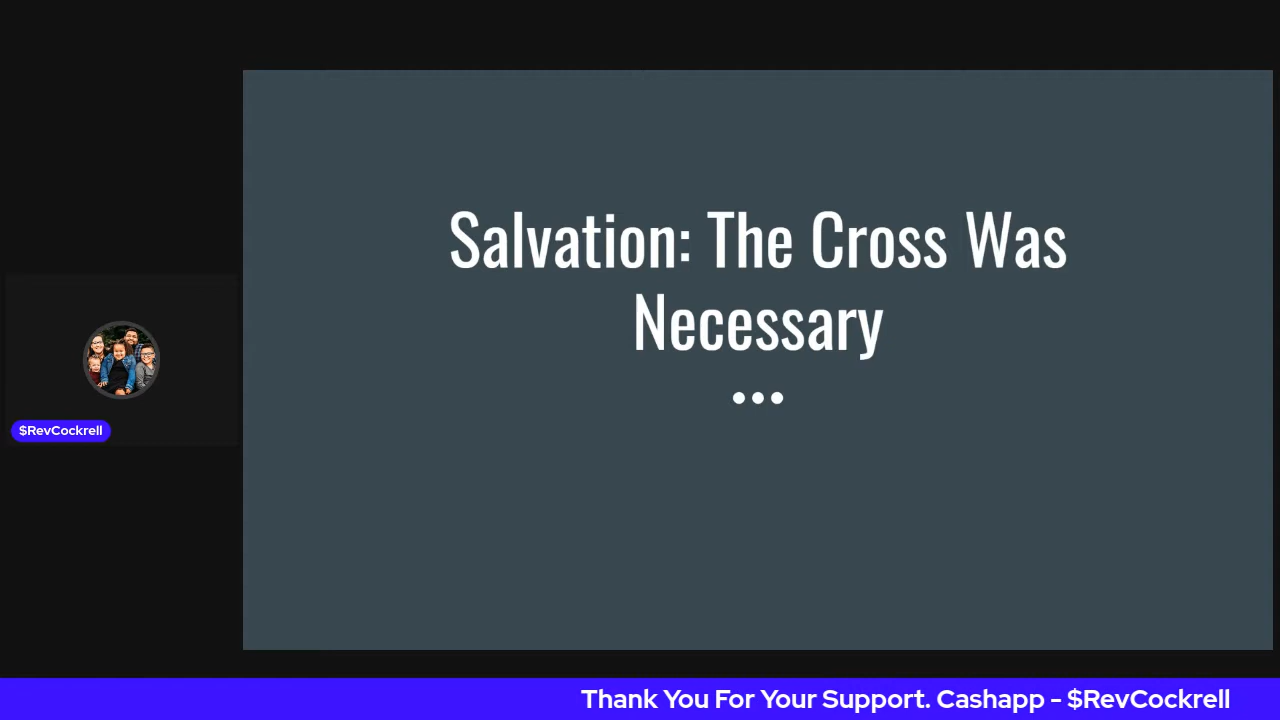 Salvation: The Cross Was
Necessary
$RevCockrell
Thank You For Your Support. Cashapp - $RevCockrell